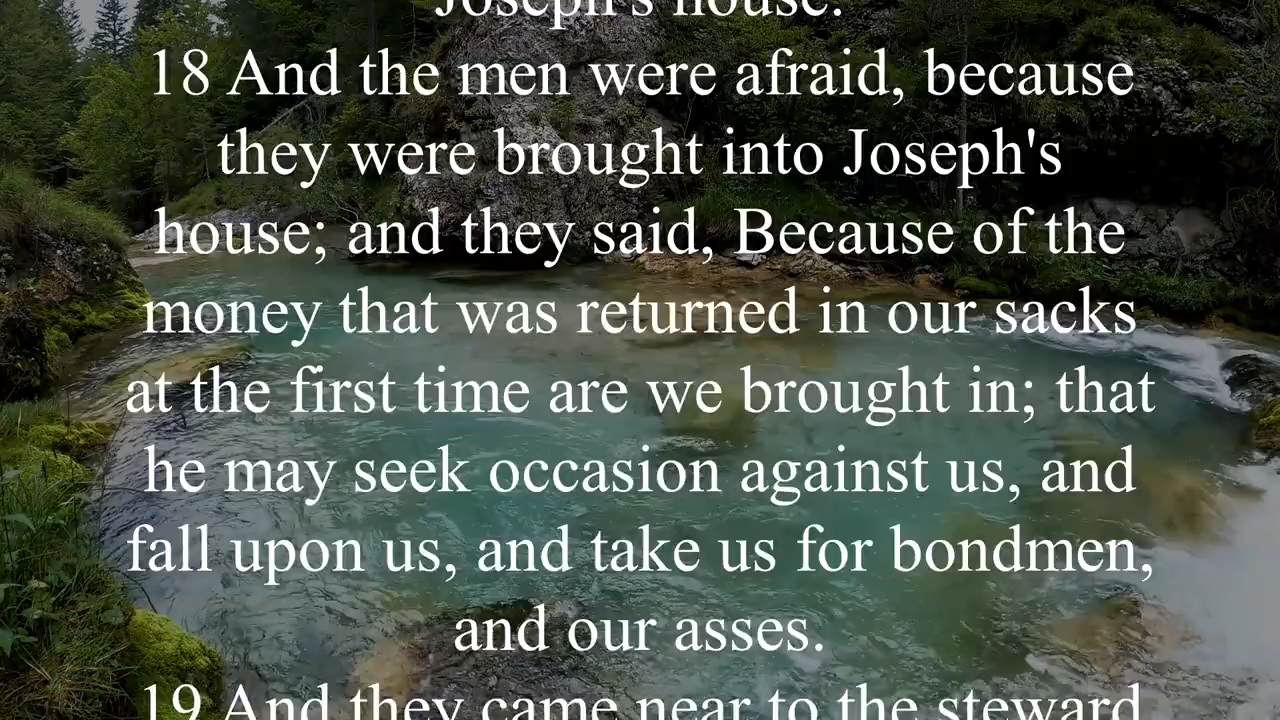 Joseph's house.
18 And the men were afraid, because
they were brought into Joseph's
house; and they said, Because of the
money that was returned in our sacks
at the first time are we brought in; that
he may seek occasion against us, and
fall upon us, and take us for bondmen,
and our asses.
19 And they came near to the steward